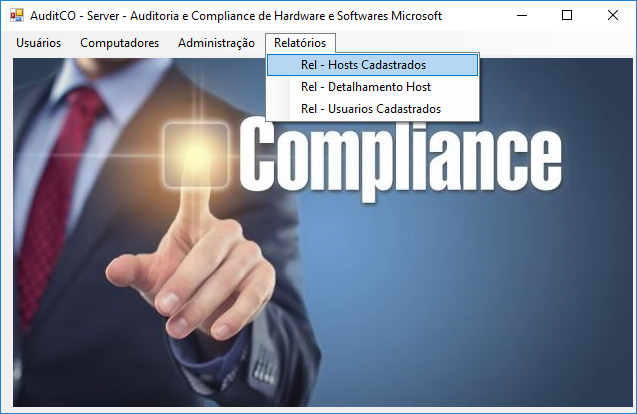 AuditCO - Server - Auditoria e Compliance de Hardware e Softwares Microsoft
Usuários Computadores Administração Relatórios
Rel - Hosts Cadastrados
Rel - Detalhamento Host
Rel - Usuarios Cadastrados
Compliance